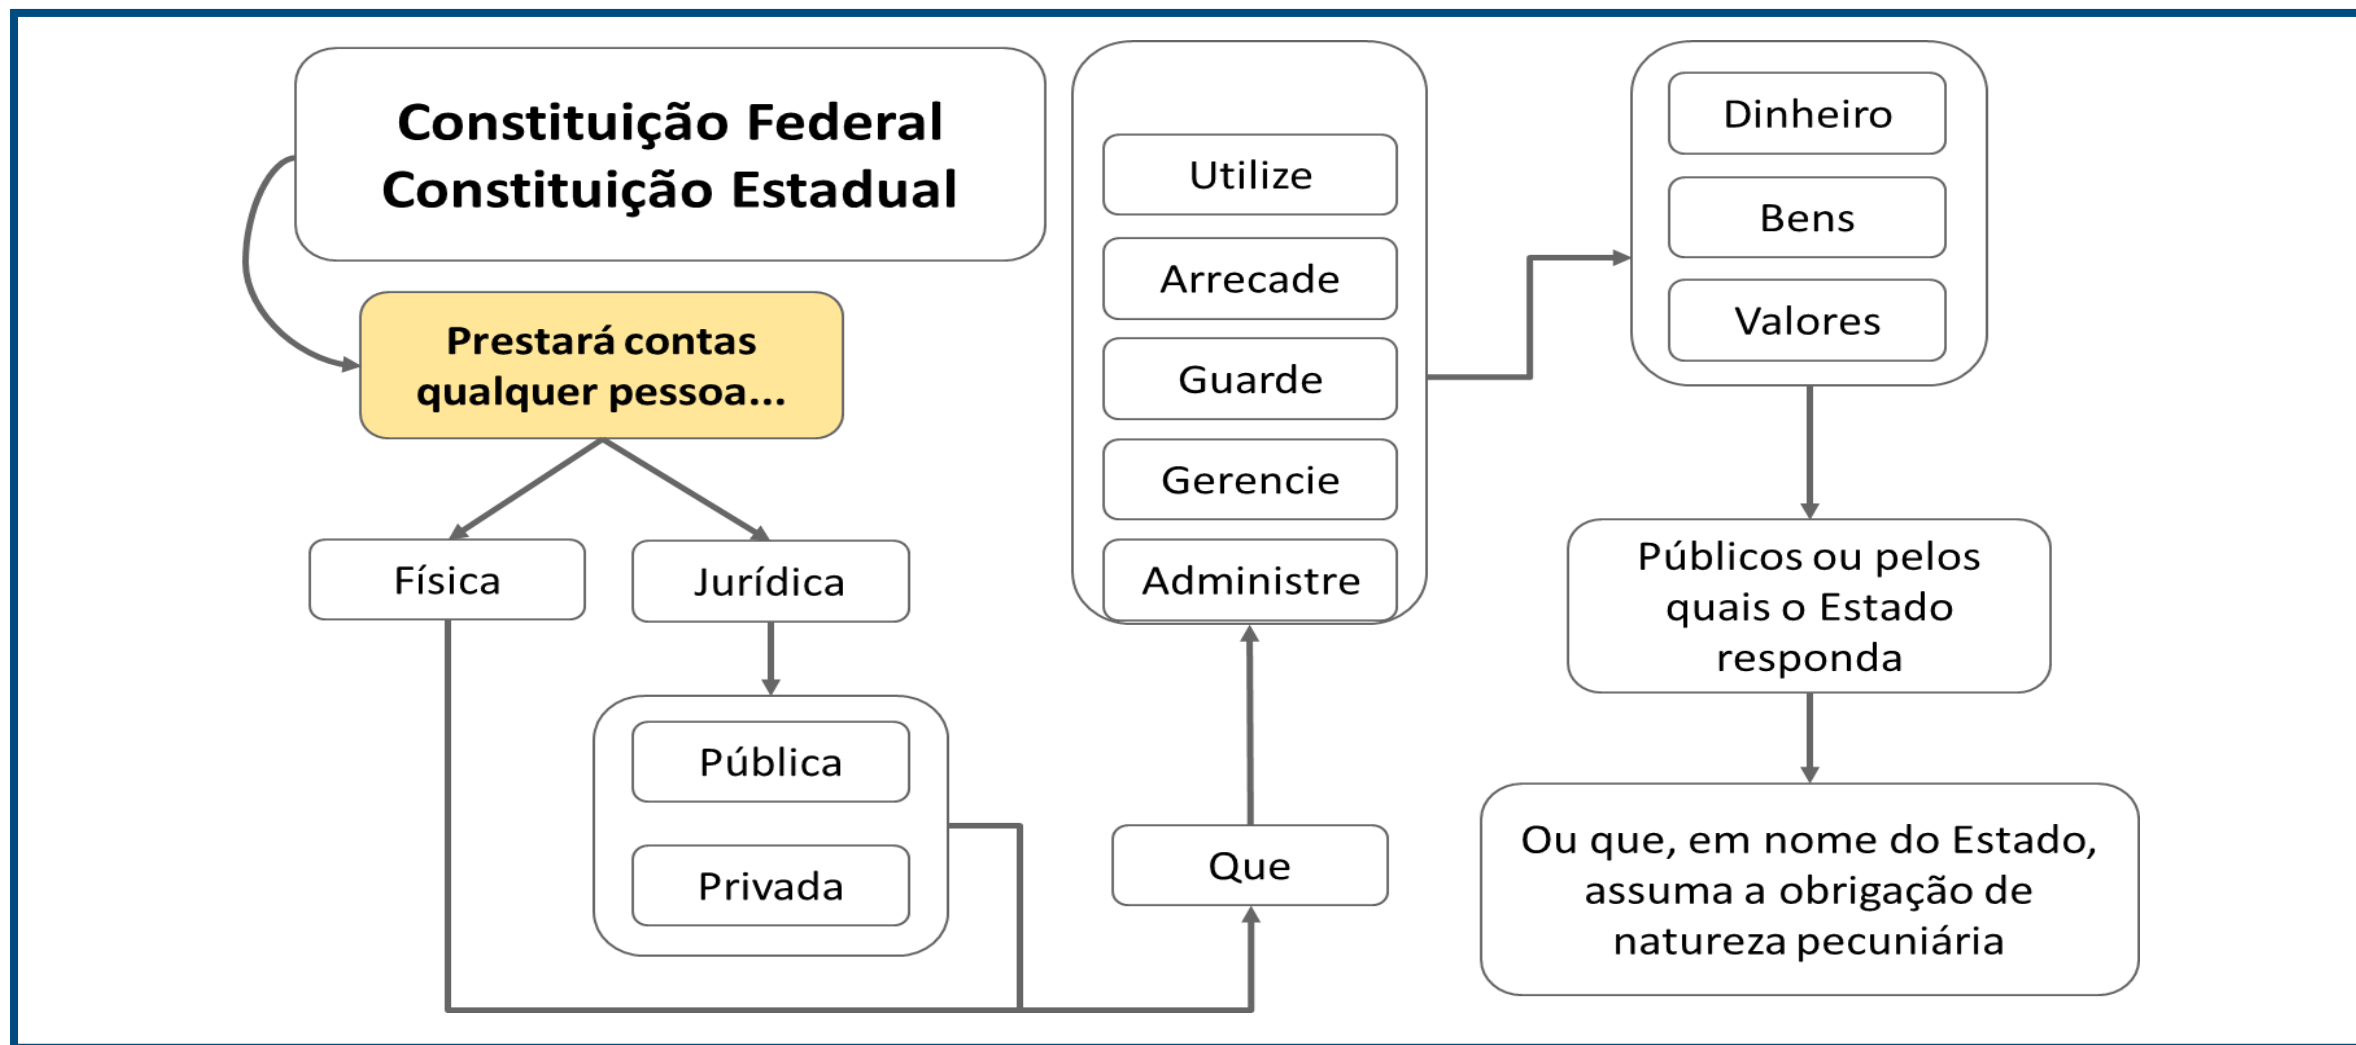 Constituição Federal
Constituição Estadual
Prestará contas
qualquer pessoa...
Física
Jurídica
Pública
Privada
Que
Utilize
Arrecade
Guarde
Gerencie
Administre
Dinheiro
Bens
Valores
Públicos ou pelos
quais o Estado
responda
Ou que, em nome do Estado,
assuma a obrigação de
natureza pecuniária